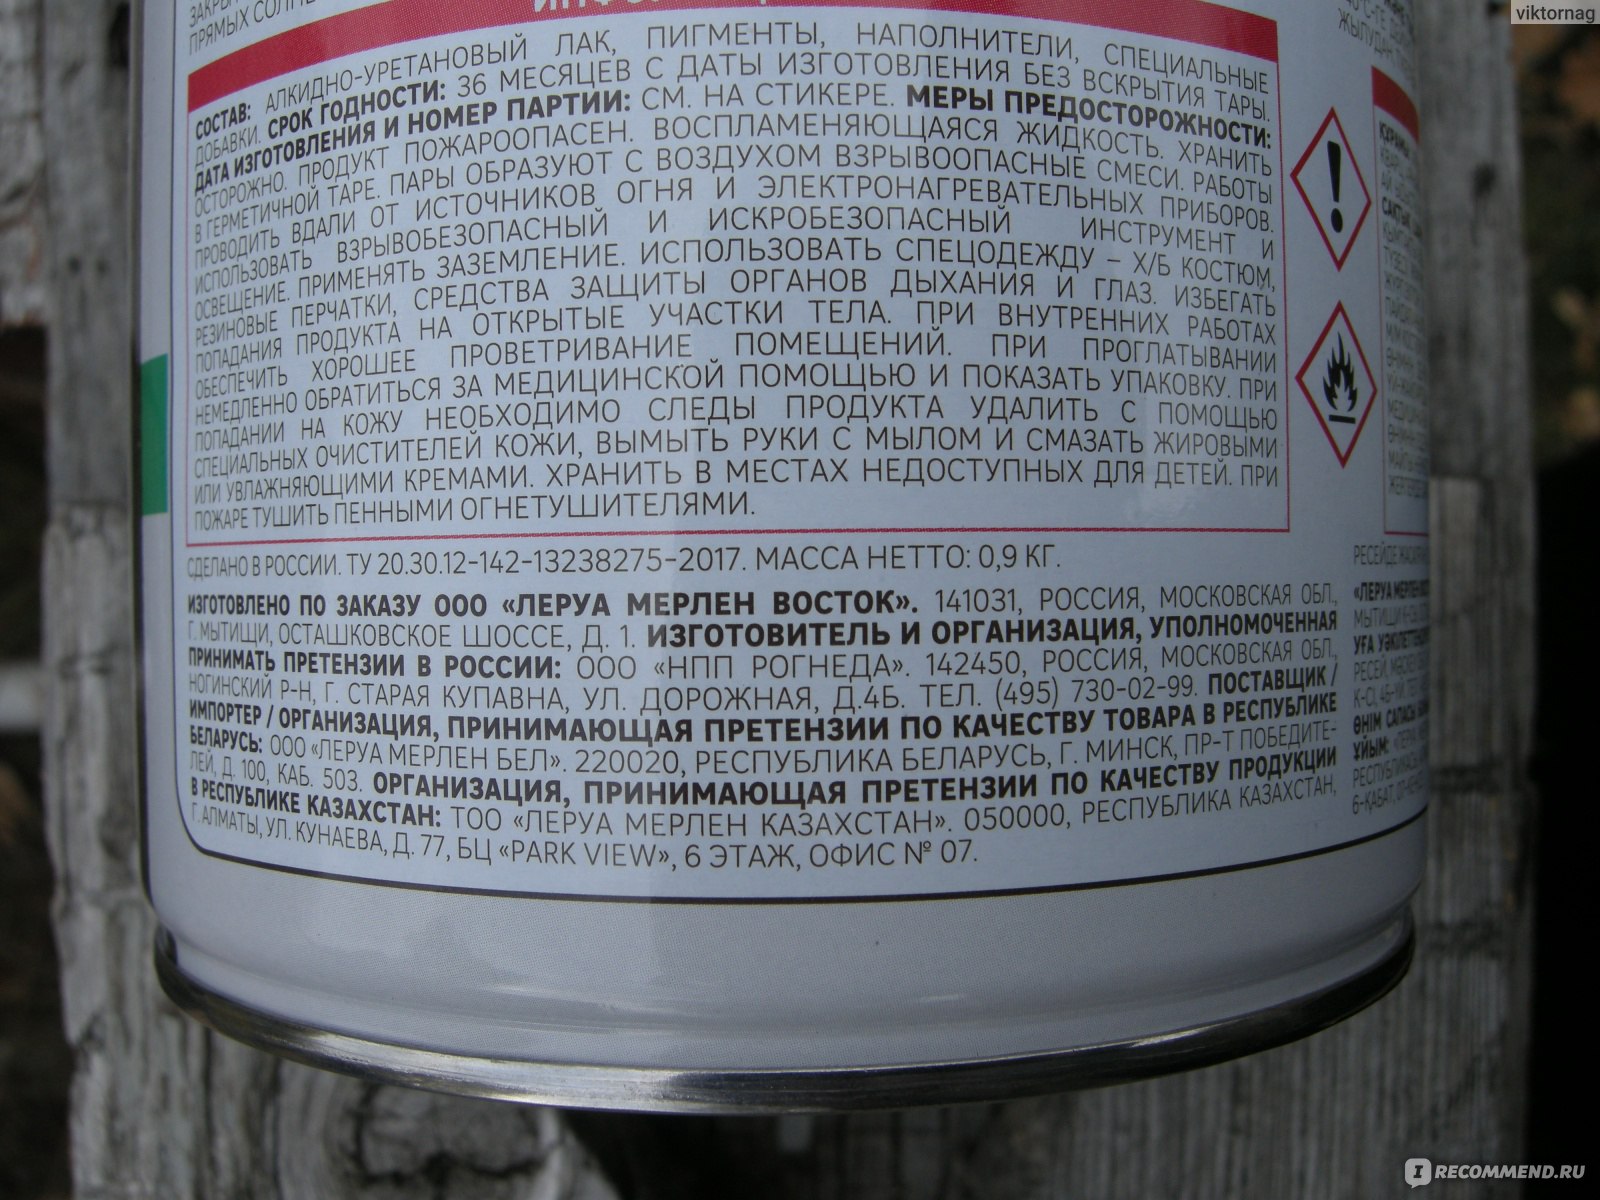 viktornag
ПРЯМЫХ
СОСТАВ: АЛКИДНО-УРЕТАНОВЫЙ ЛАК, ПИГМЕНТЫ, НАПОЛНИТЕЛИ, СПЕЦИАЛЬНЫЕ
ДОБАВКИ. СРОК ГОДНОСТИ: 36 МЕСЯЦЕВ С ДАТЫ ИЗГОТОВЛЕНИЯ БЕЗ ВСКРЫТИЯ ТАРЫ.
ДАТА ИЗГОТОВЛЕНИЯ И НОМЕР ПАРТИИ: СМ. НА СТИКЕРЕ. МЕРЫ ПРЕДОСТОРОЖНОСТИ:
ОСТОРОЖНО. ПРОДУКТ ПОЖАРООПАСЕН. ВОСПЛАМЕНЯЮЩАЯСЯ ЖИДКОСТЬ. ХРАНИТЬ
В ГЕРМЕТИЧНОЙ ТАРЕ. ПАРЫ ОБРАЗУЮТ С ВОЗДУХОМ ВЗРЫВООПАСНЫЕ СМЕСИ. РАБОТЫ
ПРОВОДИТЬ ВДАЛИ ОТ ИСТОЧНИКОВ ОГНЯ И ЭЛЕКТРОНАГРЕВАТЕЛЬНЫХ ПРИБОРОВ.
ИСПОЛЬЗОВАТЬ ВЗРЫВОБЕЗОПАСНЫЙ И ИСКРОБЕЗОПАСНЫЙ ИНСТРУМЕНТ И
ОСВЕЩЕНИЕ. ПРИМЕНЯТЬ ЗАЗЕМЛЕНИЕ. ИСПОЛЬЗОВАТЬ СПЕЦОДЕЖДУ – Х/Б КОСТЮМ,
РЕЗИНОВЫЕ ПЕРЧАТКИ, СРЕДСТВА ЗАЩИТЫ ОРГАНОВ ДЫХАНИЯ И ГЛАЗ. ИЗБЕГАТЬ
ПОПАДАНИЯ ПРОДУКТА НА ОТКРЫТЫЕ УЧАСТКИ ТЕЛА. ПРИ ВНУТРЕННИХ РАБОТАХ
ОБЕСПЕЧИТЬ ХОРОШЕЕ ПРОВЕТРИВАНИЕ ПОМЕЩЕНИЙ. ПРИ ПРОГЛАТЫВАНИИ
НЕМЕДЛЕННО ОБРАТИТЬСЯ ЗА МЕДИЦИНСКОЙ ПОМОЩЬЮ И ПОКАЗАТЬ УПАКОВКУ. ПРИ
ПОПАДАНИИ НА КОЖУ НЕОБХОДИМО СЛЕДЫ ПРОДУКТА УДАЛИТЬ С ПОМОЩЬЮ
СПЕЦИАЛЬНЫХ ОЧИСТИТЕЛЕЙ КОЖИ, ВЫМЫТЬ РУКИ С МЫЛОМ И СМАЗАТЬ ЖИРОВЫМИ
ИЛИ УВЛАЖНЯЮЩИМИ КРЕМАМИ. ХРАНИТЬ В МЕСТАХ НЕДОСТУПНЫХ ДЛЯ ДЕТЕЙ. ПРИ
ПОЖАРЕ ТУШИТЬ ПЕННЫМИ ОГНЕТУШИТЕЛЯМИ.
СДЕЛАНО В РОССИИ. ТУ 20.30.12-142-13238275-2017. МАССА НЕТТО: 0,9 КГ.
ИЗГОТОВЛЕНО ПО ЗАКАЗУ ООО «ЛЕРУА МЕРЛЕН ВОСТОК». 141031, РОССИЯ, МОСКОВСКАЯ ОБЛ.,
Г. МЫТИЩИ, ОСТАШКОВСКОЕ ШОССЕ, Д. 1. ИЗГОТОВИТЕЛЬ И ОРГАНИЗАЦИЯ, УПОЛНОМОЧЕННАЯ
ПРИНИМАТЬ ПРЕТЕНЗИИ В РОССИИ: ООО «НПП РОГНЕДА». 142450, РОССИЯ, МОСКОВСКАЯ ОБЛ.,
НОГИНСКИЙ Р-Н, Г. СТАРАЯ КУПАВНА, УЛ. ДОРОЖНАЯ, Д.4Б. ТЕЛ. (495) 730-02-99. ПОСТАВЩИК /
ИМПОРТЕР / ОРГАНИЗАЦИЯ, ПРИНИМАЮЩАЯ ПРЕТЕНЗИИ ПО КАЧЕСТВУ ТОВАРА В РЕСПУБЛИКЕ
БЕЛАРУСЬ: ООО «ЛЕРУА МЕРЛЕН БЕЛ». 220020, РЕСПУБЛИКА БЕЛАРУСЬ, Г. МИНСК, ПР-Т ПОБЕДИТЕ-
ЛЕЙ, Д. 100, КАБ. 503. ОРГАНИЗАЦИЯ, ПРИНИМАЮЩАЯ ПРЕТЕНЗИИ ПО КАЧЕСТВУ ПРОДУКЦИИ
В РЕСПУБЛИКЕ КАЗАХСТАН: ТОО «ЛЕРУА МЕРЛЕН КАЗАХСТАН». 050000, РЕСПУБЛИКА КАЗАХСТАН,
Г. АЛМАТЫ, УЛ. КУНАЕВА, Д. 77, БЦ «PARK VIEW», 6 ЭТАЖ, ОФИС № 07.
РЕСЕЙДЕ
«ЛЕРУА МЕРЛЕН
IRECOMMEND.RU